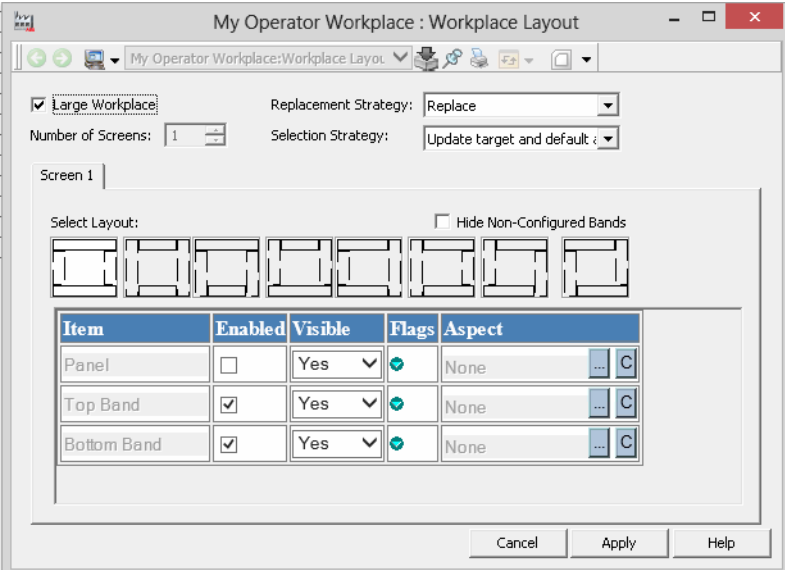 My Operator Workplace : Workplace Layout
My Operator Workplace:Workplace Layou
Large Workplace
Replacement Strategy: Replace
Number of Screens: 1
Selection Strategy: Update target and default a
Screen 1
Select Layout:
Hide Non-Configured Bands
Item Enabled Visible Flags Aspect
Panel Yes None ... C
Top Band Yes None ... C
Bottom Band Yes None ... C
Cancel Apply Help